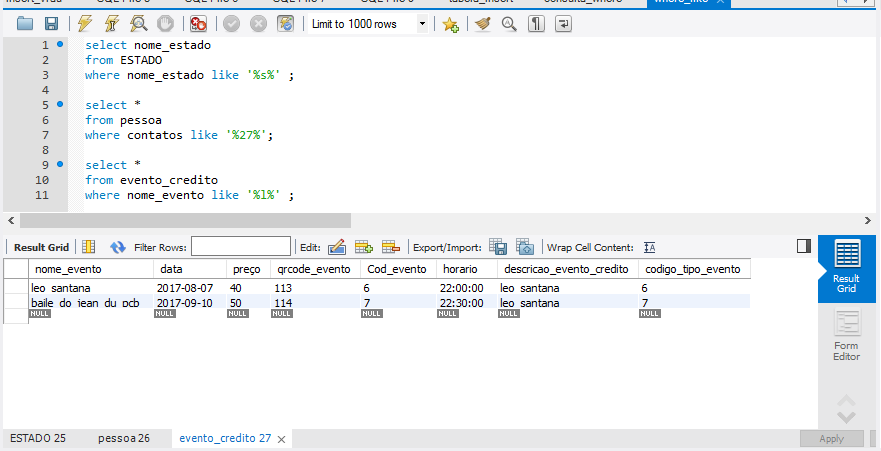 Limit to 1000 rows
1 select nome_estado
2 from ESTADO
3 where nome_estado like '%s%' ;
4
5 select *
6 from pessoa
7 where contatos like '%27%';
8
9 select *
10 from evento_credito
11 where nome_evento like '%l%' ;
Result Grid Filter Rows: Edit: Export/Import: Wrap Cell Content:
nome_evento data preço qrcode_evento Cod_evento horario descricao_evento_credito codigo_tipo_evento
leo santana 2017-08-07 40 113 6 22:00:00 leo santana 6
baile do jean du pcb 2017-09-10 50 114 7 22:30:00 leo santana 7
NULL NULL NULL NULL NULL NULL NULL NULL
Result
Grid
Form
Editor
ESTADO 25 pessoa 26 evento_credito 27 Apply